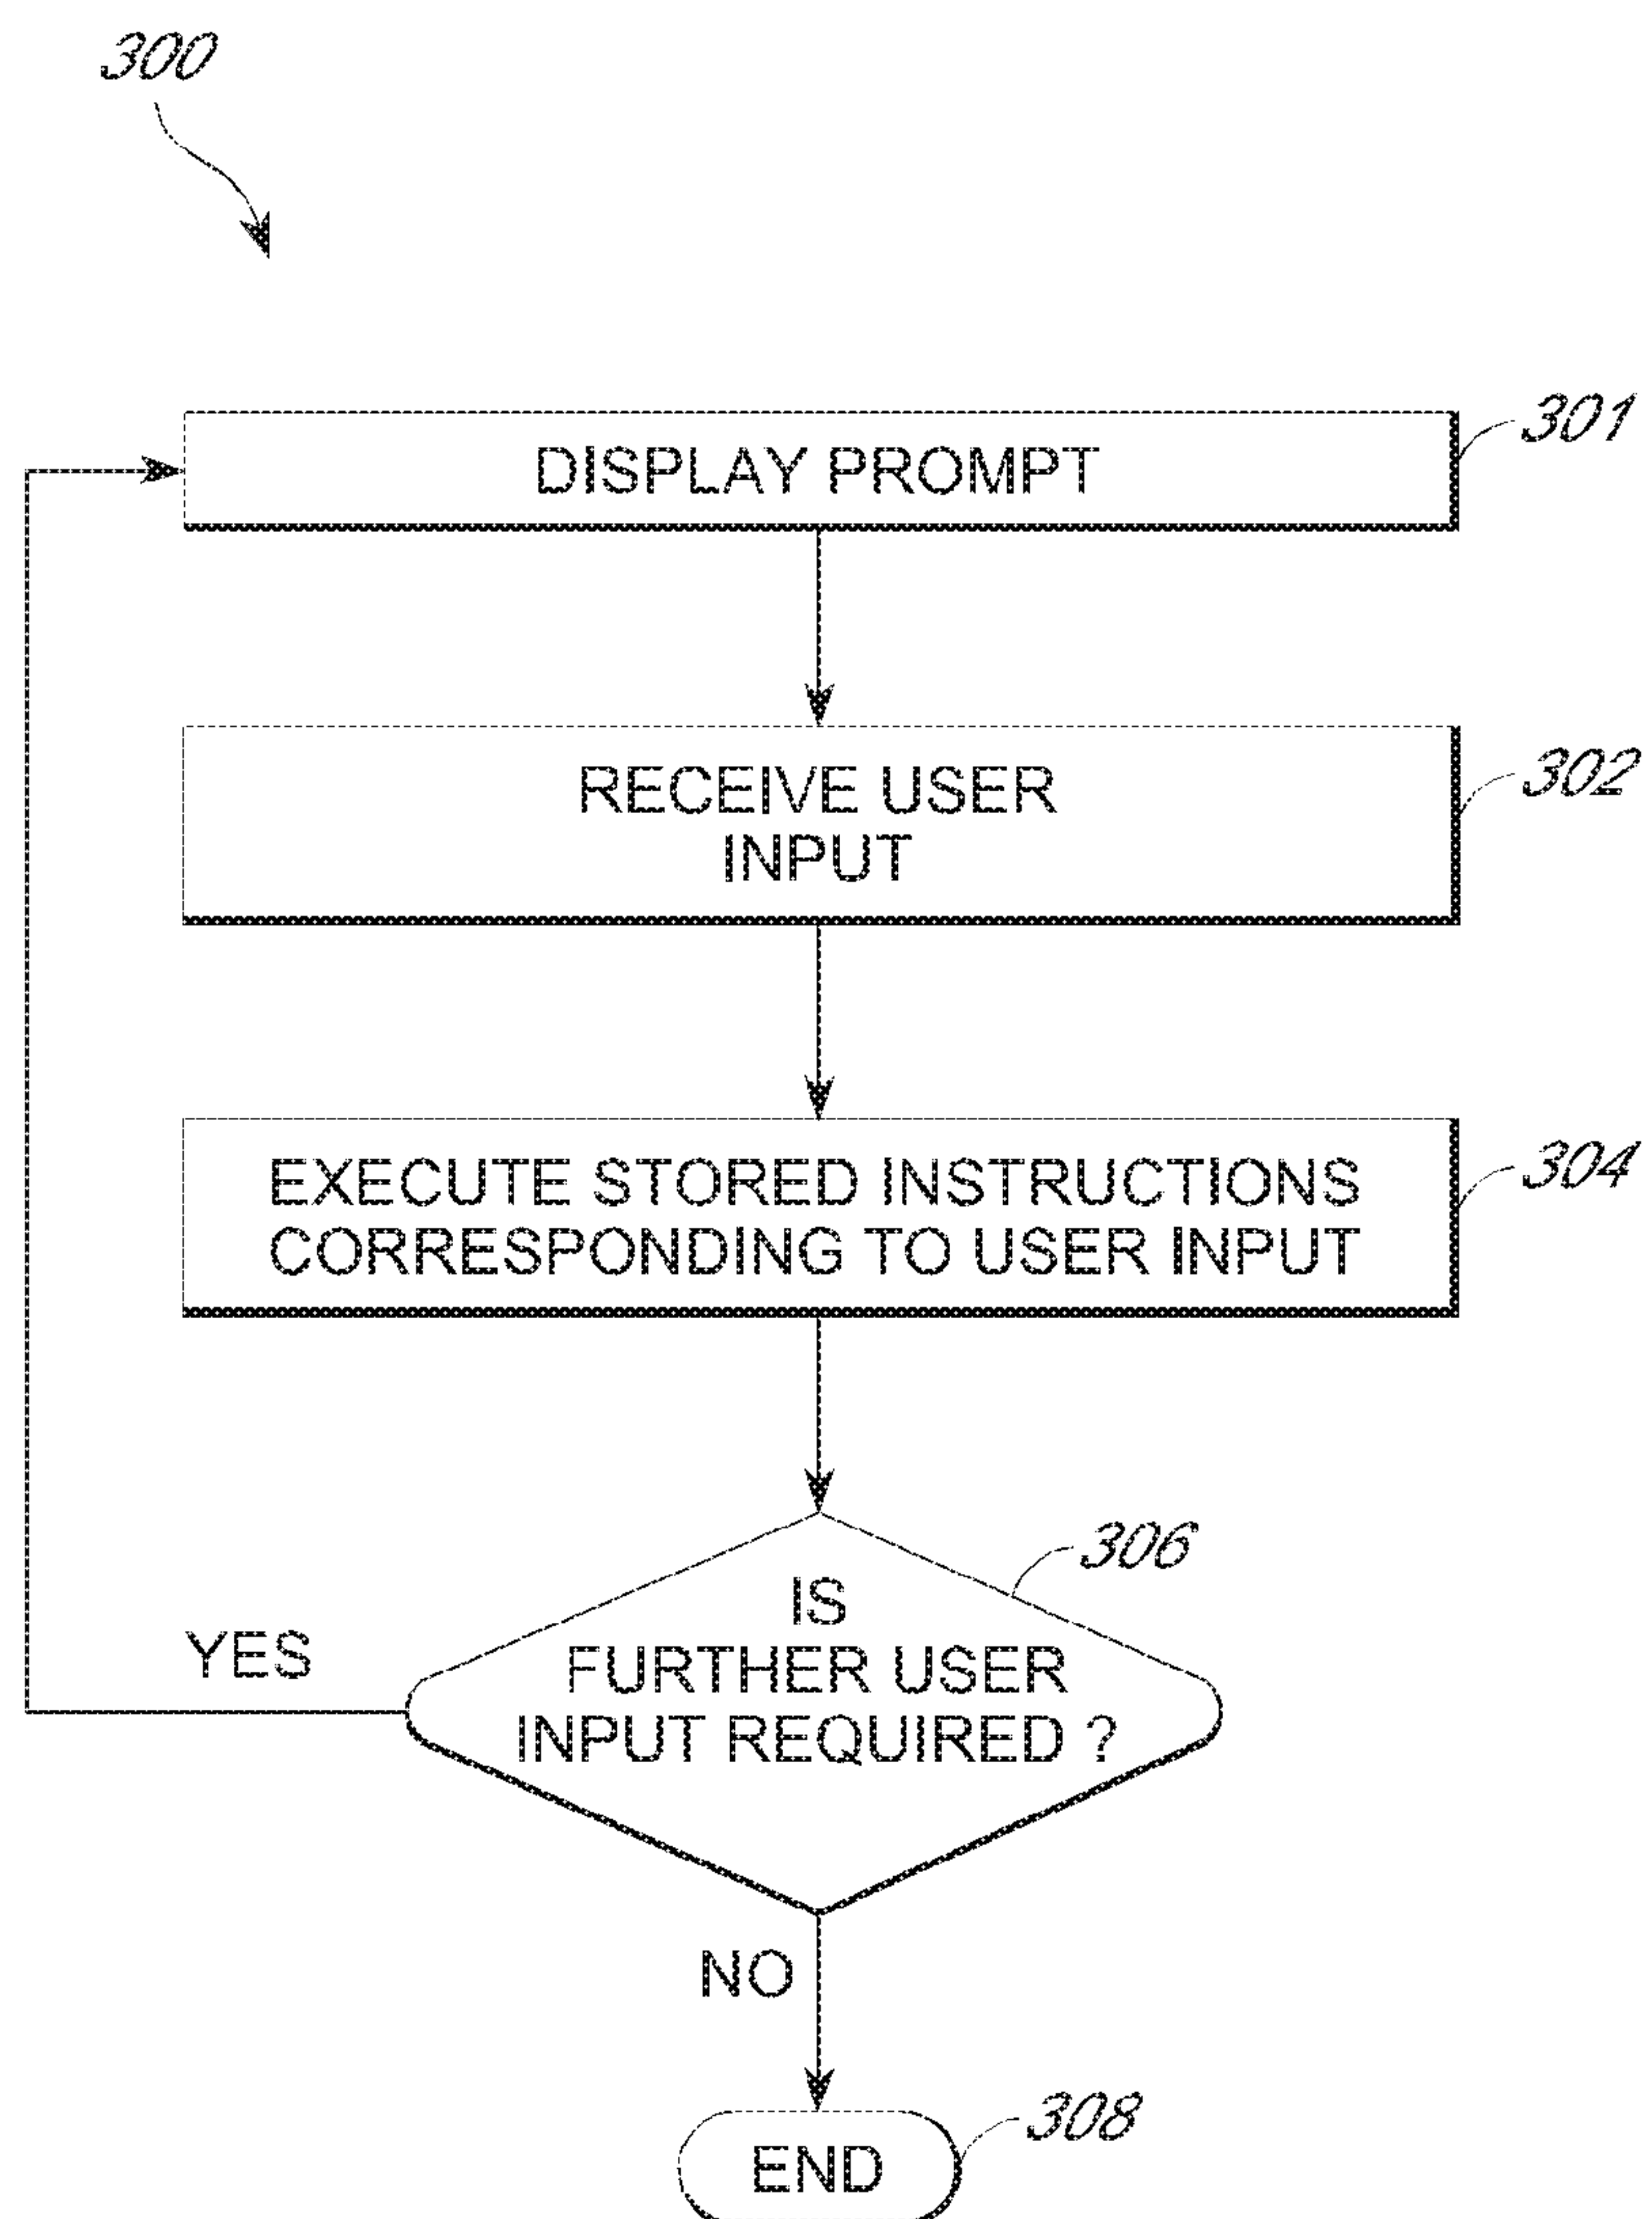 300
DISPLAY PROMPT
301
RECEIVE USER
INPUT
302
EXECUTE STORED INSTRUCTIONS
CORRESPONDING TO USER INPUT
304
306
IS
FURTHER USER
INPUT REQUIRED ?
YES
NO
END
308